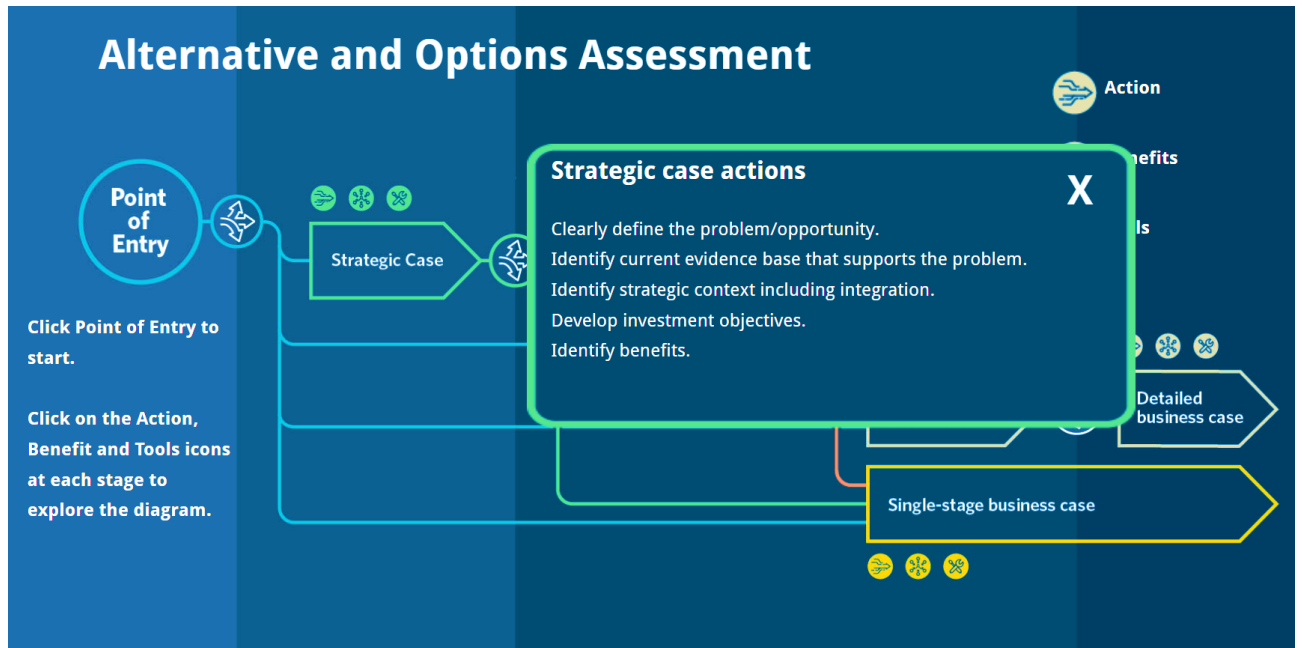 Alternative and Options Assessment
Action
Point
of
Entry
Strategic Case
Strategic case actions
X
Clearly define the problem/opportunity.
Identify current evidence base that supports the problem.
Identify strategic context including integration.
Develop investment objectives.
Identify benefits.
Click Point of Entry to
start.
Click on the Action,
Benefit and Tools icons
at each stage to
explore the diagram.
Detailed
business case
Single-stage business case